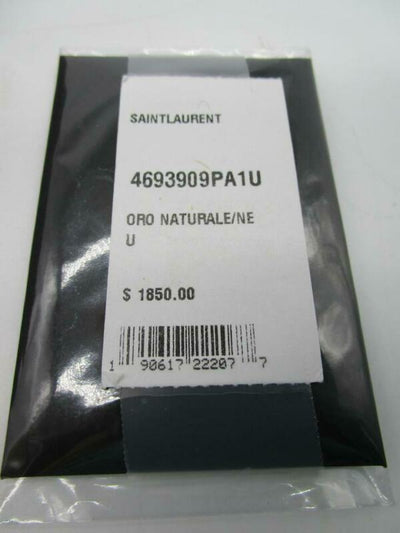 SAINTLAURENT
4693909PA1U
ORO NATURALE/NE
U
$ 1850.00
1 90617 22207 7